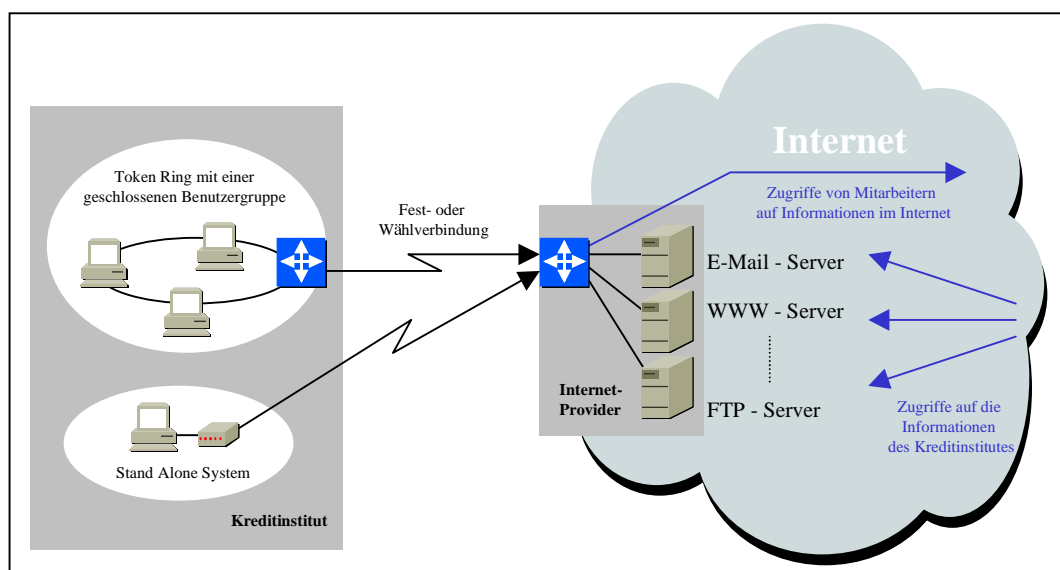 Internet
Token Ring mit einer
geschlossenen Benutzergruppe
Fest- oder
Wählverbindung
Zugriffe von Mitarbeitern
auf Informationen im Internet
E-Mail - Server
WWW - Server
FTP - Server
Internet-
Provider
Zugriffe auf die
Informationen
des Kreditinstitutes
Stand Alone System
Kreditinstitut